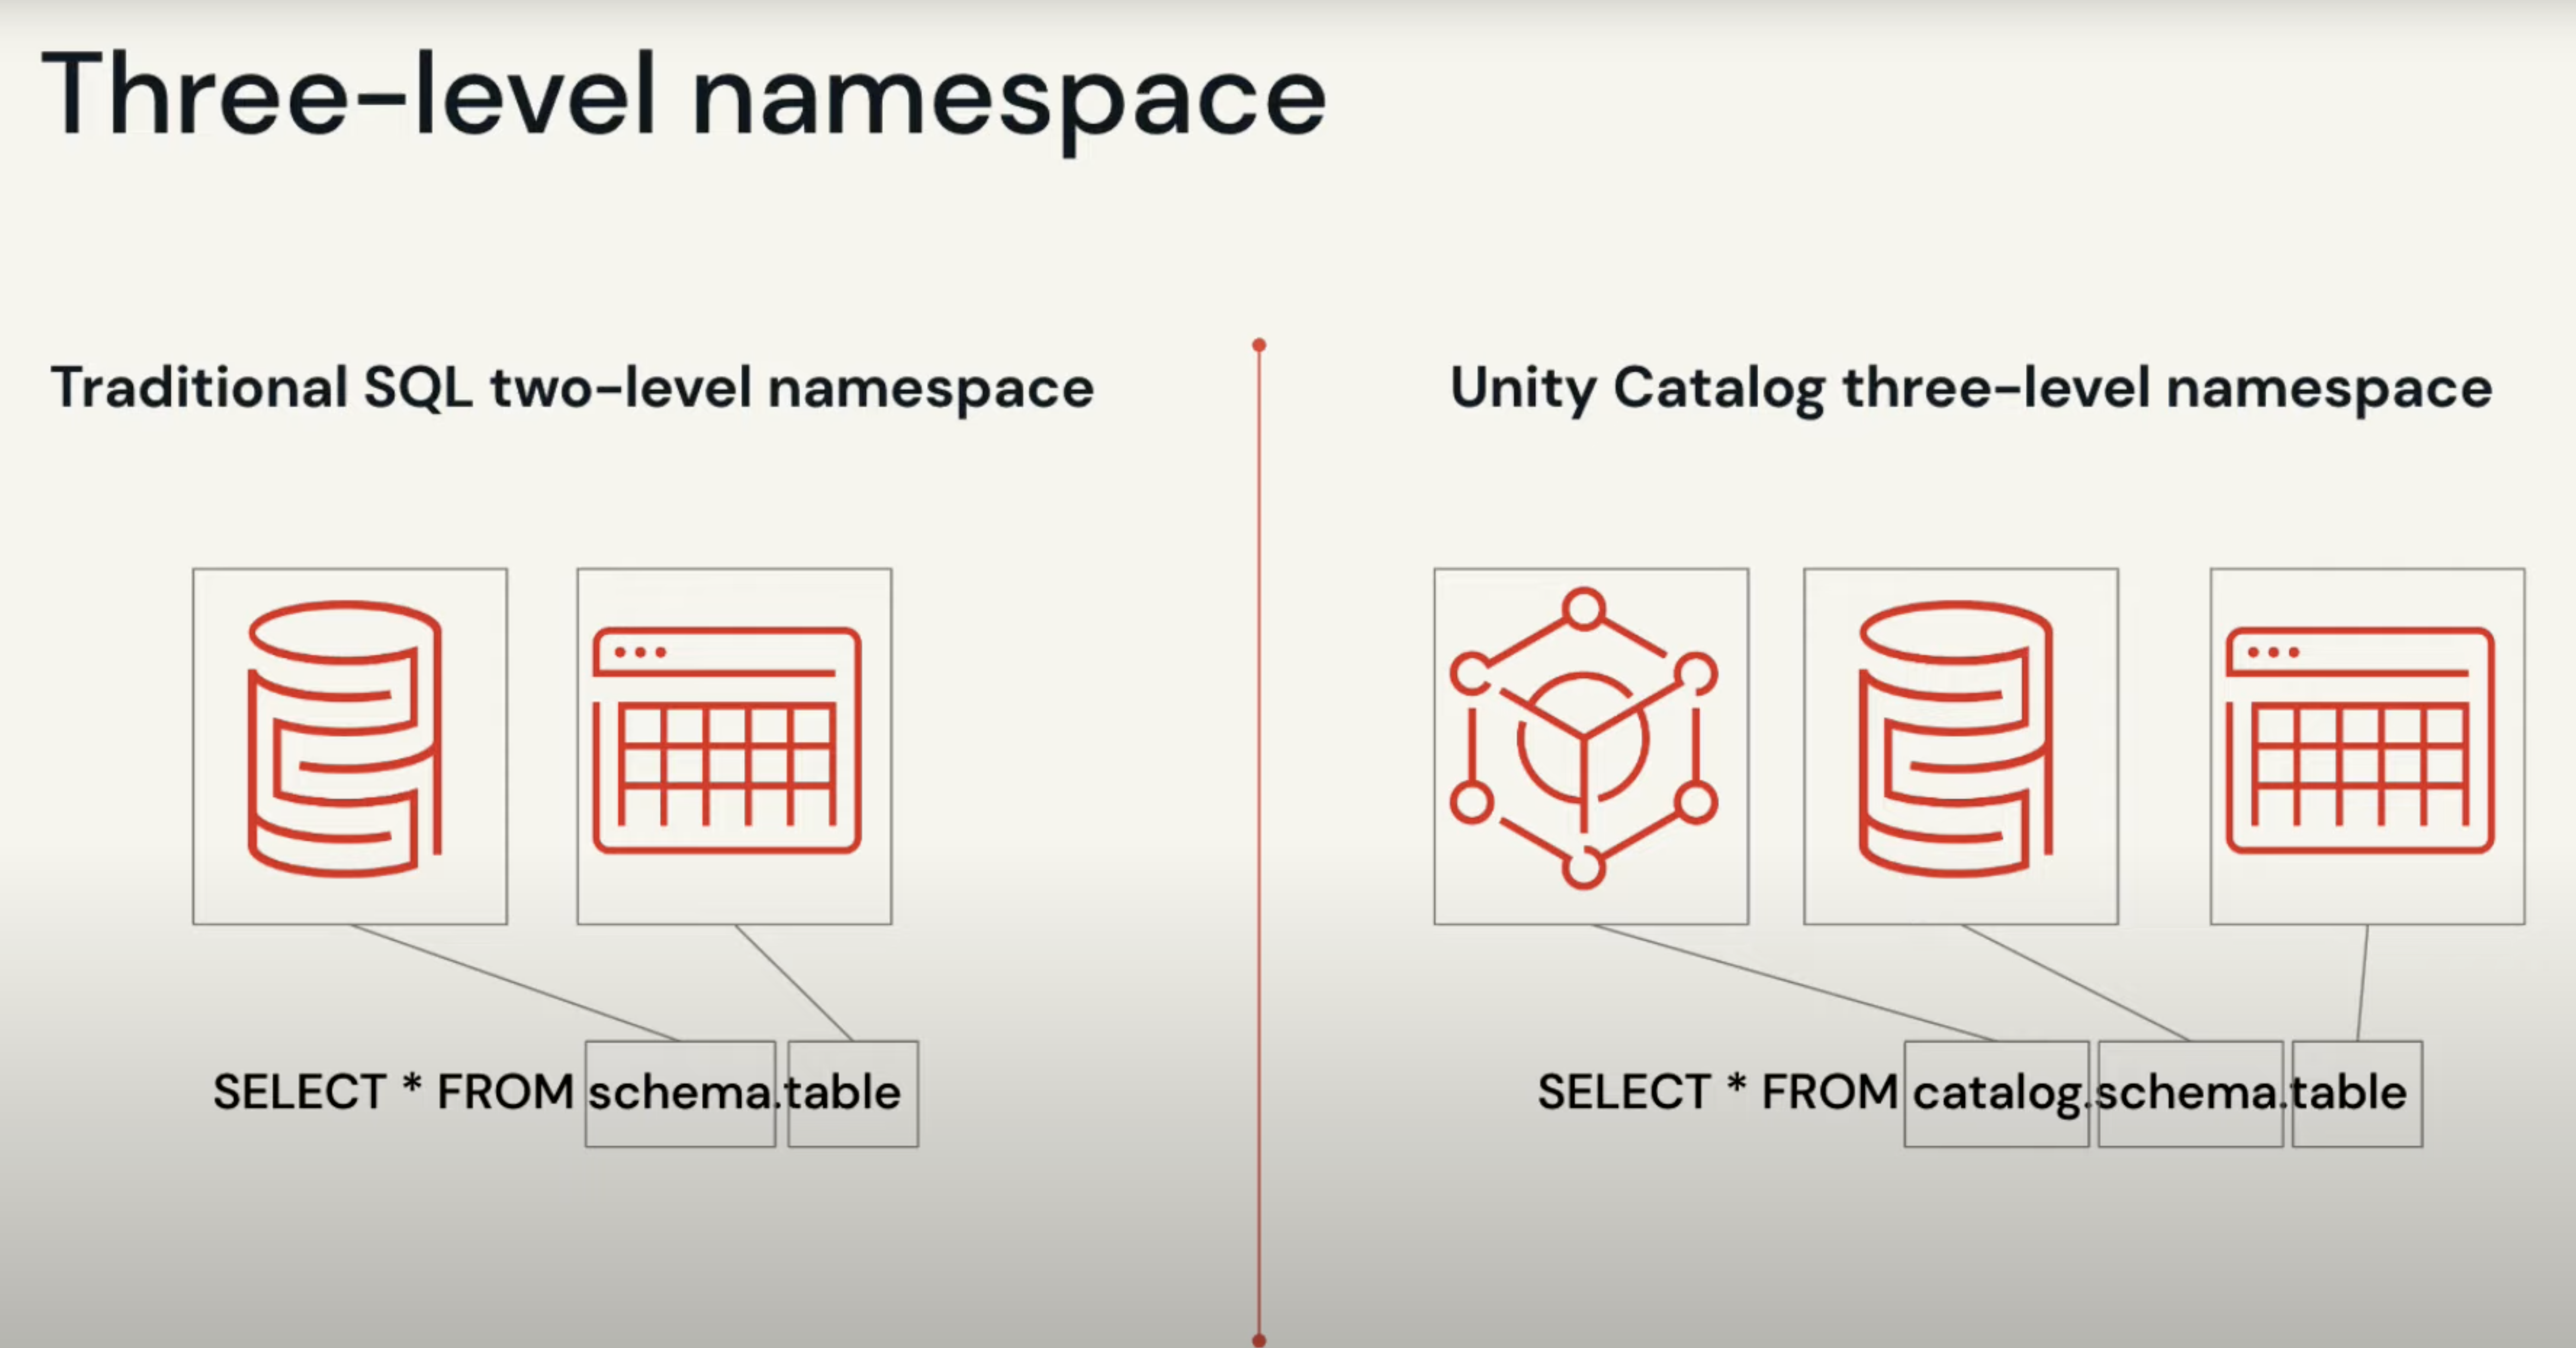 Three-level namespace
Traditional SQL two-level namespace
SELECT * FROM schema.table
Unity Catalog three-level namespace
SELECT * FROM catalog.schema.table